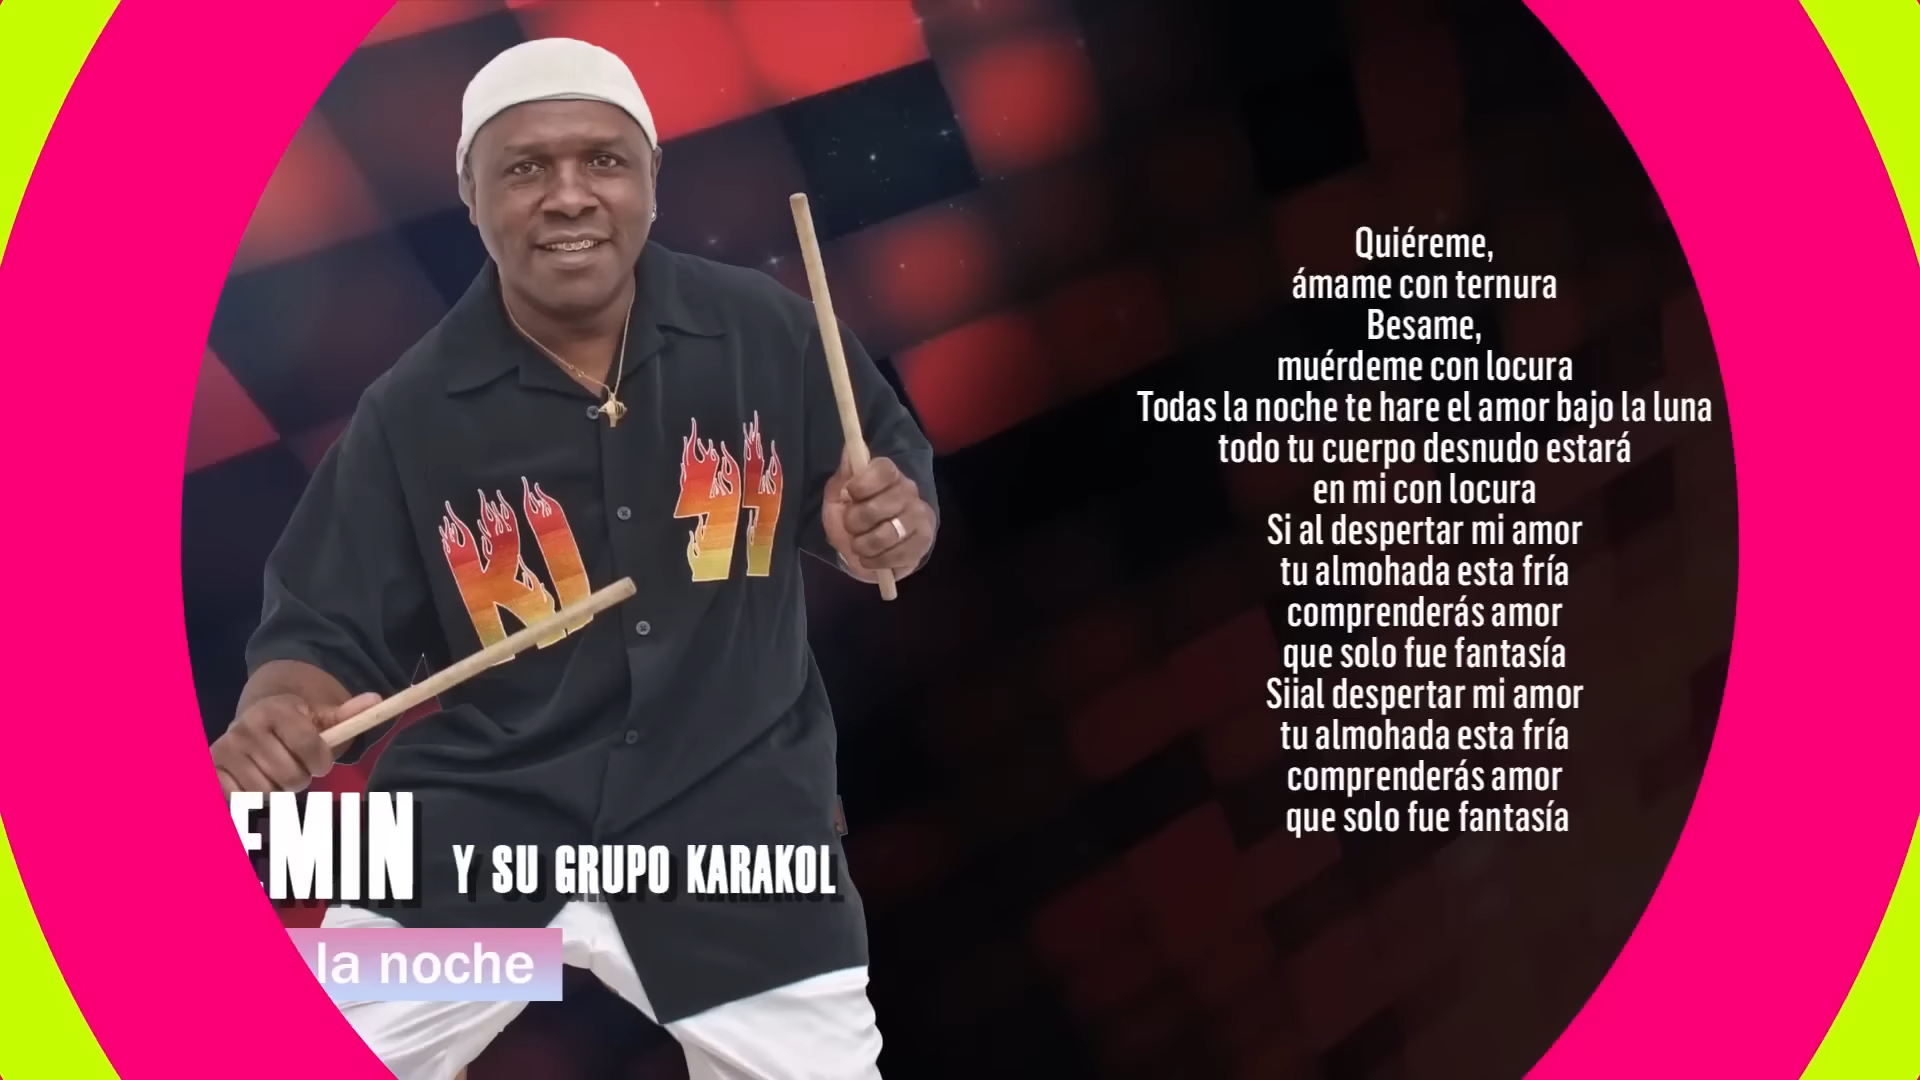 Quiéreme,
ámame con ternura
Besame,
muérdeme con locura
Todas la noche te hare el amor bajo la luna
todo tu cuerpo desnudo estará
en mi con locura
Si al despertar mi amor
tu almohada esta fría
comprenderás amor
que solo fue fantasía
Siial despertar mi amor
tu almohada esta fría
comprenderás amor
que solo fue fantasía
EMIN Y SU GRUPO KARAKOL
la noche